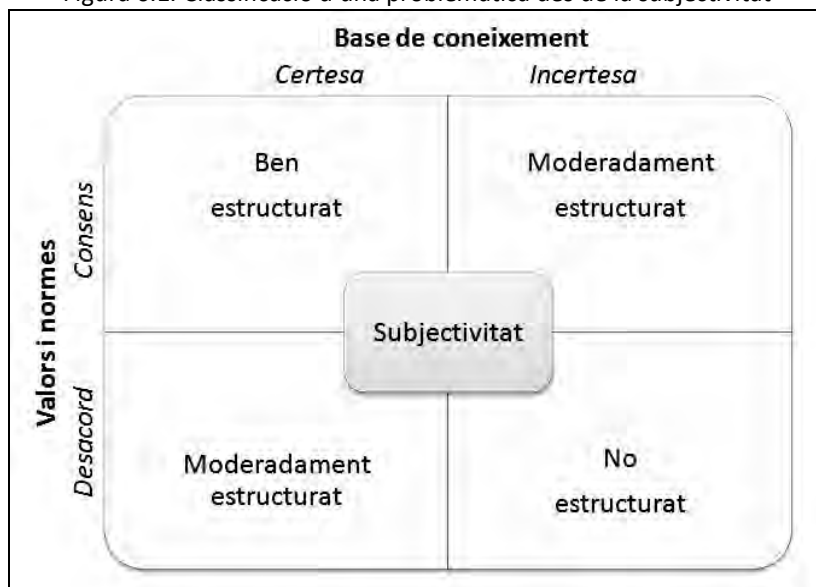 Base de coneixement
Certesa Incertesa
Valors i normes
Consens
Ben
estructurat
Moderadament
estructurat
Subjectivitat
Desacord
Moderadament
estructurat
No
estructurat